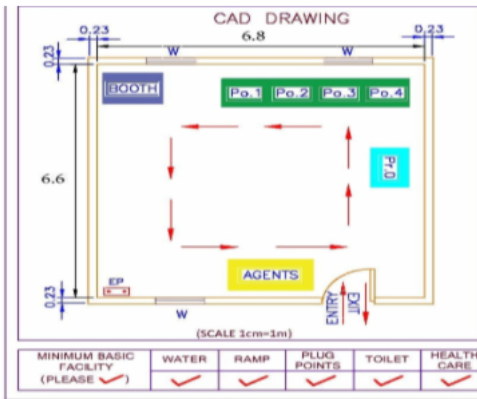 CAD DRAWING
0.23 6.8 0.23
W W
0.23
BOOTH Po.1 Po.2 Po.3 Po.4
Pr.O
6.6
AGENTS
EP
0.23
W ENTRY EXIT
(SCALE 1cm=1m)
MINIMUM BASIC FACILITY (PLEASE ✓) WATER RAMP PLUG POINTS TOILET HEALTH CARE
✓ ✓ ✓ ✓ ✓